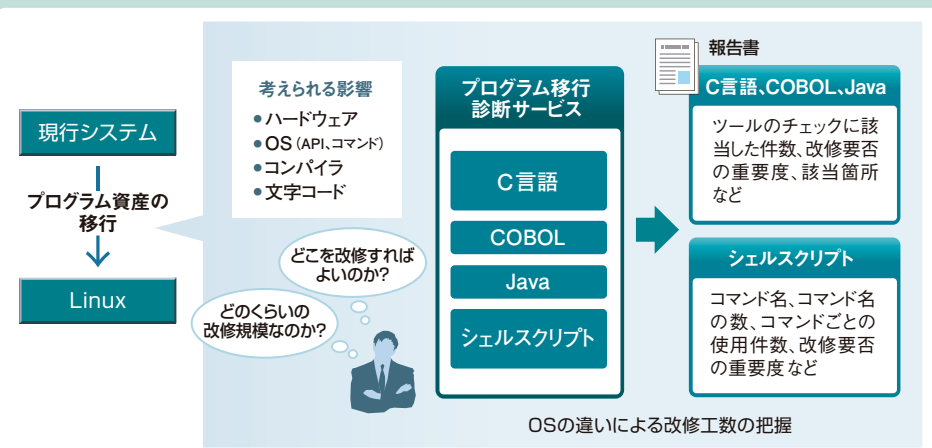 現行システム
プログラム資産の
移行
Linux
考えられる影響
●ハードウェア
●OS(API、コマンド)
●コンパイラ
●文字コード
どこを改修すれば
よいのか?
どのくらいの
改修規模なのか?
プログラム移行
診断サービス
C言語
COBOL
Java
シェルスクリプト
報告書
C言語、COBOL、Java
ツールのチェックに該
当した件数、改修要否
の重要度、該当箇所
など
シェルスクリプト
コマンド名、コマンド名
の数、コマンドごとの
使用件数、改修要否
の重要度など
OSの違いによる改修工数の把握